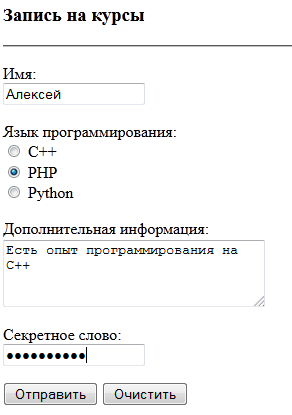 Запись на курсы
Имя:
Алексей
Язык программирования:
C++
PHP
Python
Дополнительная информация:
Есть опыт программирования на
C++
Секретное слово:
●●●●●●●●●●
Отправить Очистить